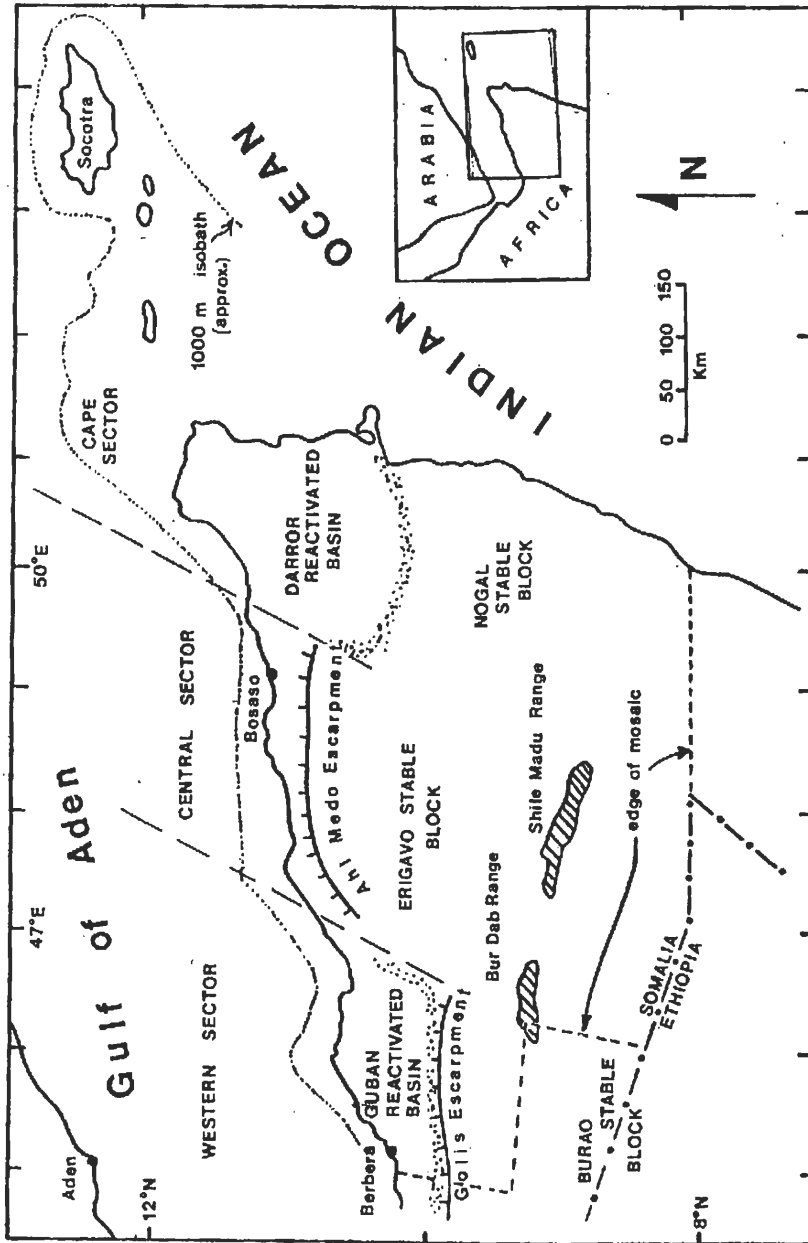 Gulf of Aden
Aden
WESTERN SECTOR
CENTRAL SECTOR
CAPE
SECTOR
47°E
50°E
12°N
8°N
Socotra
1000 m isobath
(approx.)
INDIAN OCEAN
Berbera
Bosaso
GUBAN
REACTIVATED
BASIN
Golis Escarpment
Ahl Medo Escarpment
DARROR
REACTIVATED
BASIN
ERIGAVO STABLE
BLOCK
NOGAL
STABLE
BLOCK
Bur Dab Range
Shile Madu Range
edge of mosaic
BURAO
STABLE
BLOCK
SOMALIA
ETHIOPIA
ARABIA
AFRICA
N
0 50 100 150
Km